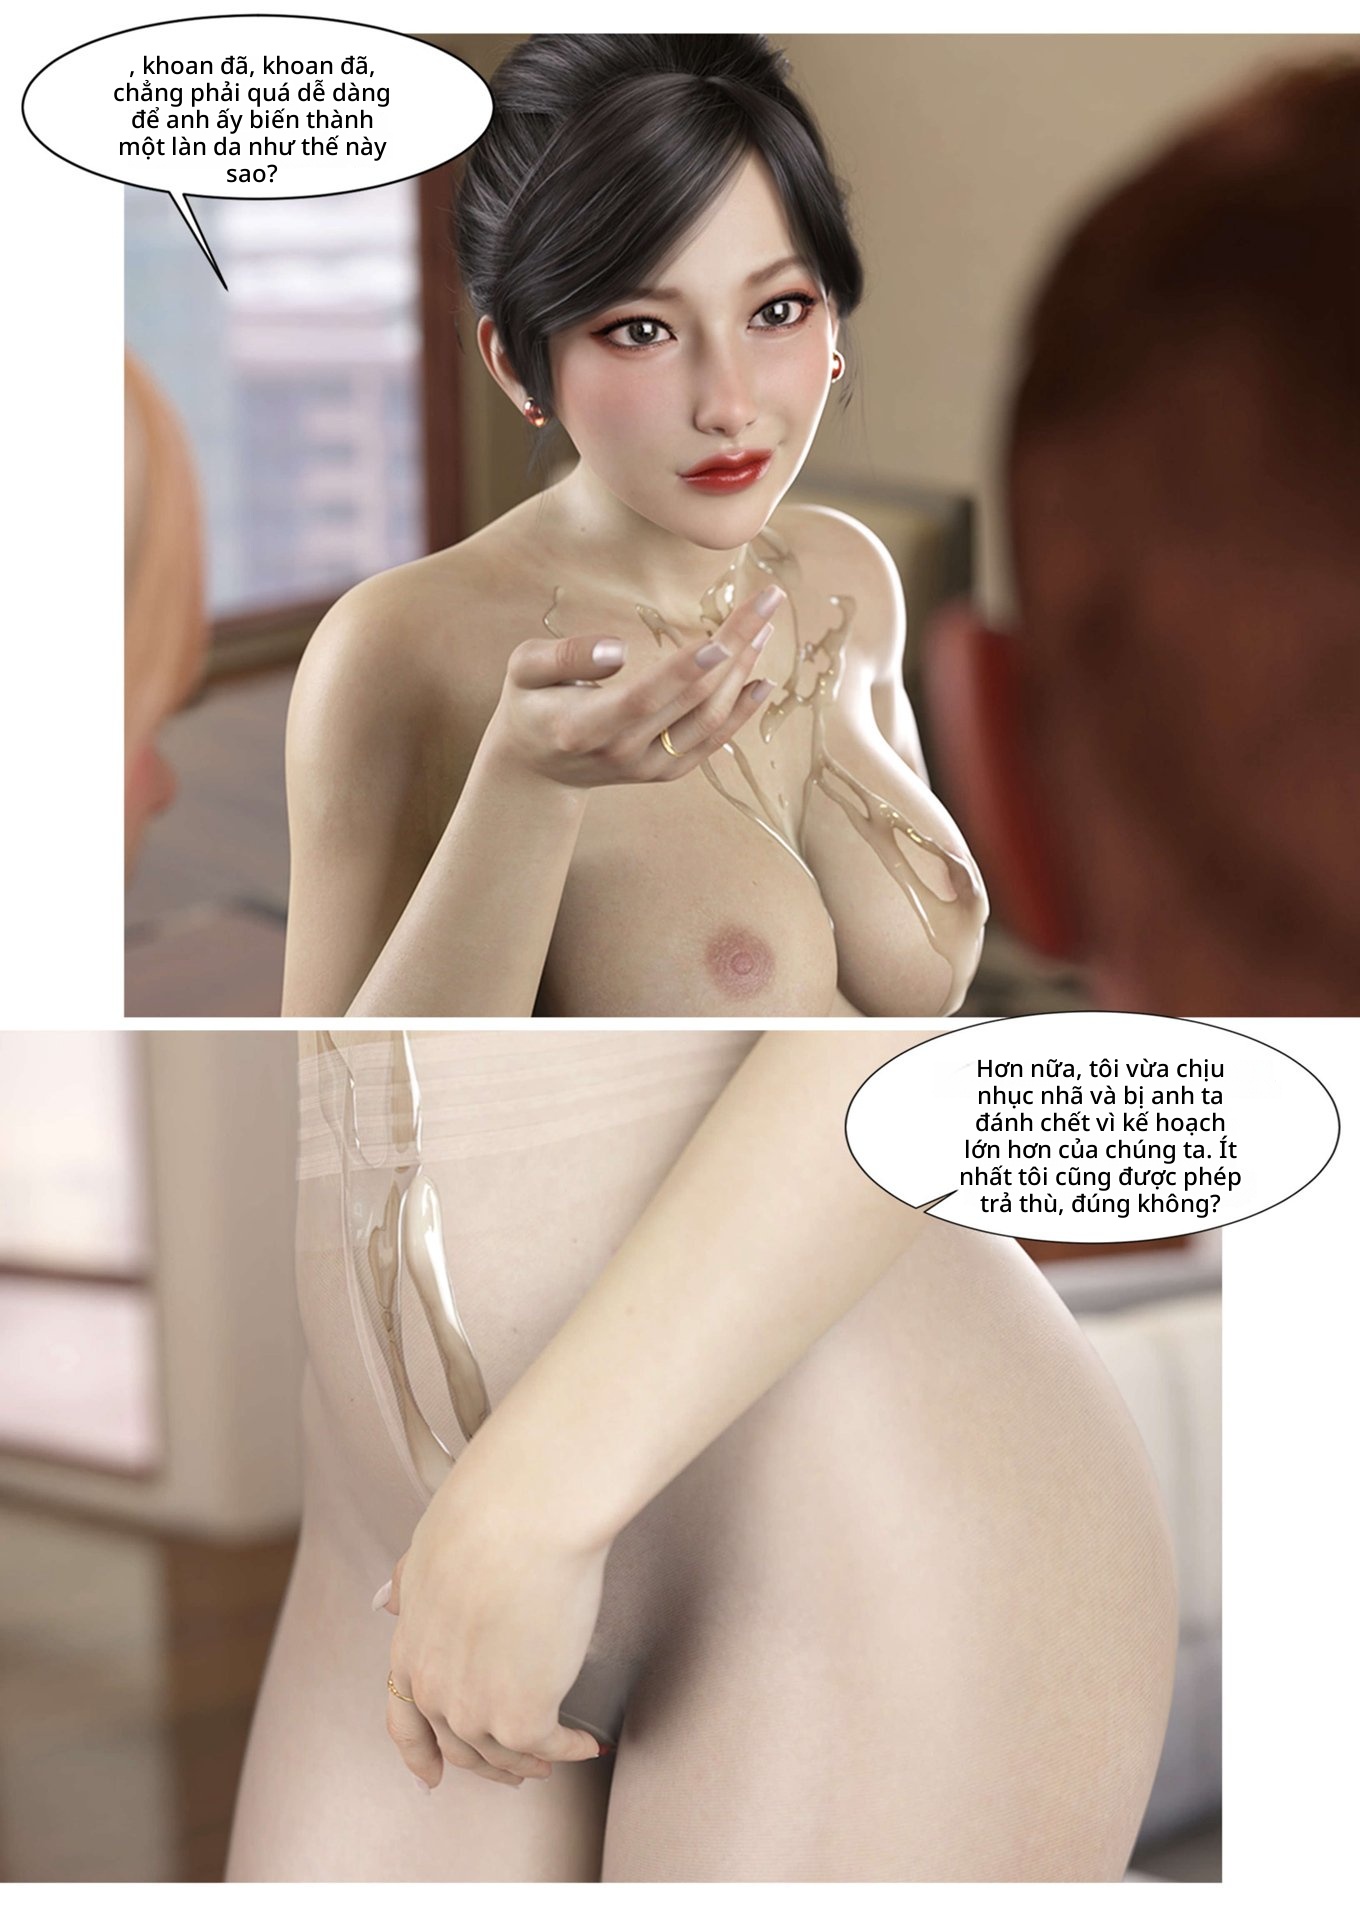 , khoan đã, khoan đã,
chẳng phải quá dễ dàng
để anh ấy biến thành
một làn da như thế này
sao?
Hơn nữa, tôi vừa chịu
nhục nhã và bị anh ta
đánh chết vì kế hoạch
lớn hơn của chúng ta. Ít
nhất tôi cũng được phép
trả thù, đúng không?